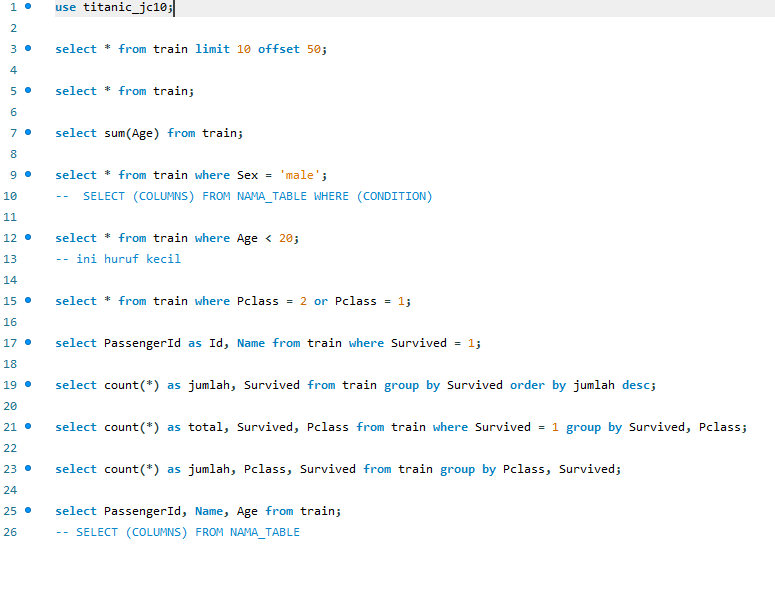 1 use titanic_jc10;
2
3 select * from train limit 10 offset 50;
4
5 select * from train;
6
7 select sum(Age) from train;
8
9 select * from train where Sex = 'male';
10 --  SELECT (COLUMNS) FROM NAMA_TABLE WHERE (CONDITION)
11
12 select * from train where Age < 20;
13 -- ini huruf kecil
14
15 select * from train where Pclass = 2 or Pclass = 1;
16
17 select PassengerId as Id, Name from train where Survived = 1;
18
19 select count(*) as jumlah, Survived from train group by Survived order by jumlah desc;
20
21 select count(*) as total, Survived, Pclass from train where Survived = 1 group by Survived, Pclass;
22
23 select count(*) as jumlah, Pclass, Survived from train group by Pclass, Survived;
24
25 select PassengerId, Name, Age from train;
26 -- SELECT (COLUMNS) FROM NAMA_TABLE